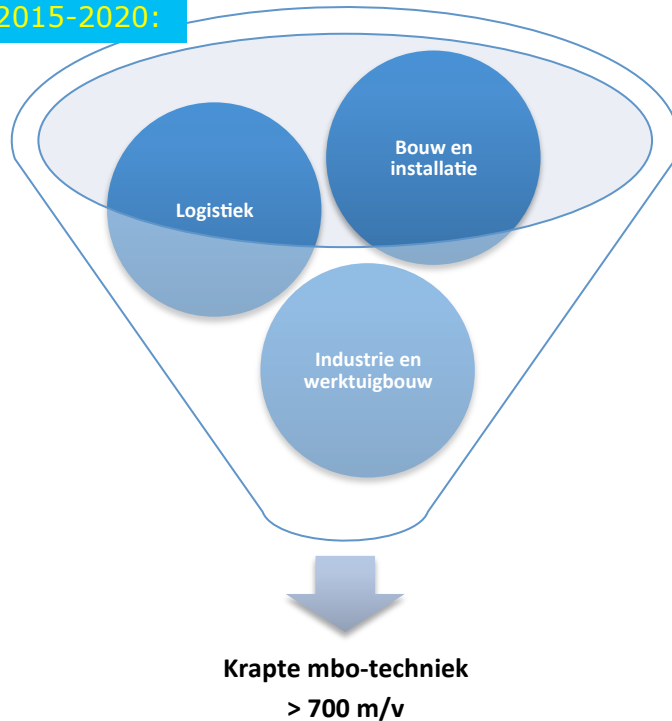 2015-2020:
Bouw en
installatie
Logistiek
Industrie en
werktuigbouw
Krapte mbo-techniek
> 700 m/v